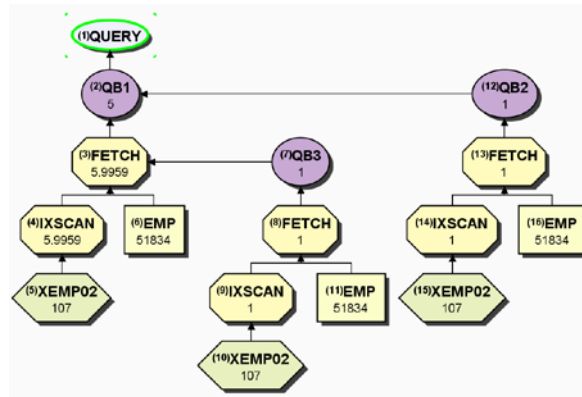 (1)QUERY
(2)QB1
5
(12)QB2
1
(3)FETCH
5.9959
(7)QB3
1
(13)FETCH
1
(4)IXSCAN
5.9959
(6)EMP
51834
(8)FETCH
1
(14)IXSCAN
1
(16)EMP
51834
(5)XEMP02
107
(9)IXSCAN
1
(11)EMP
51834
(15)XEMP02
107
(10)XEMP02
107